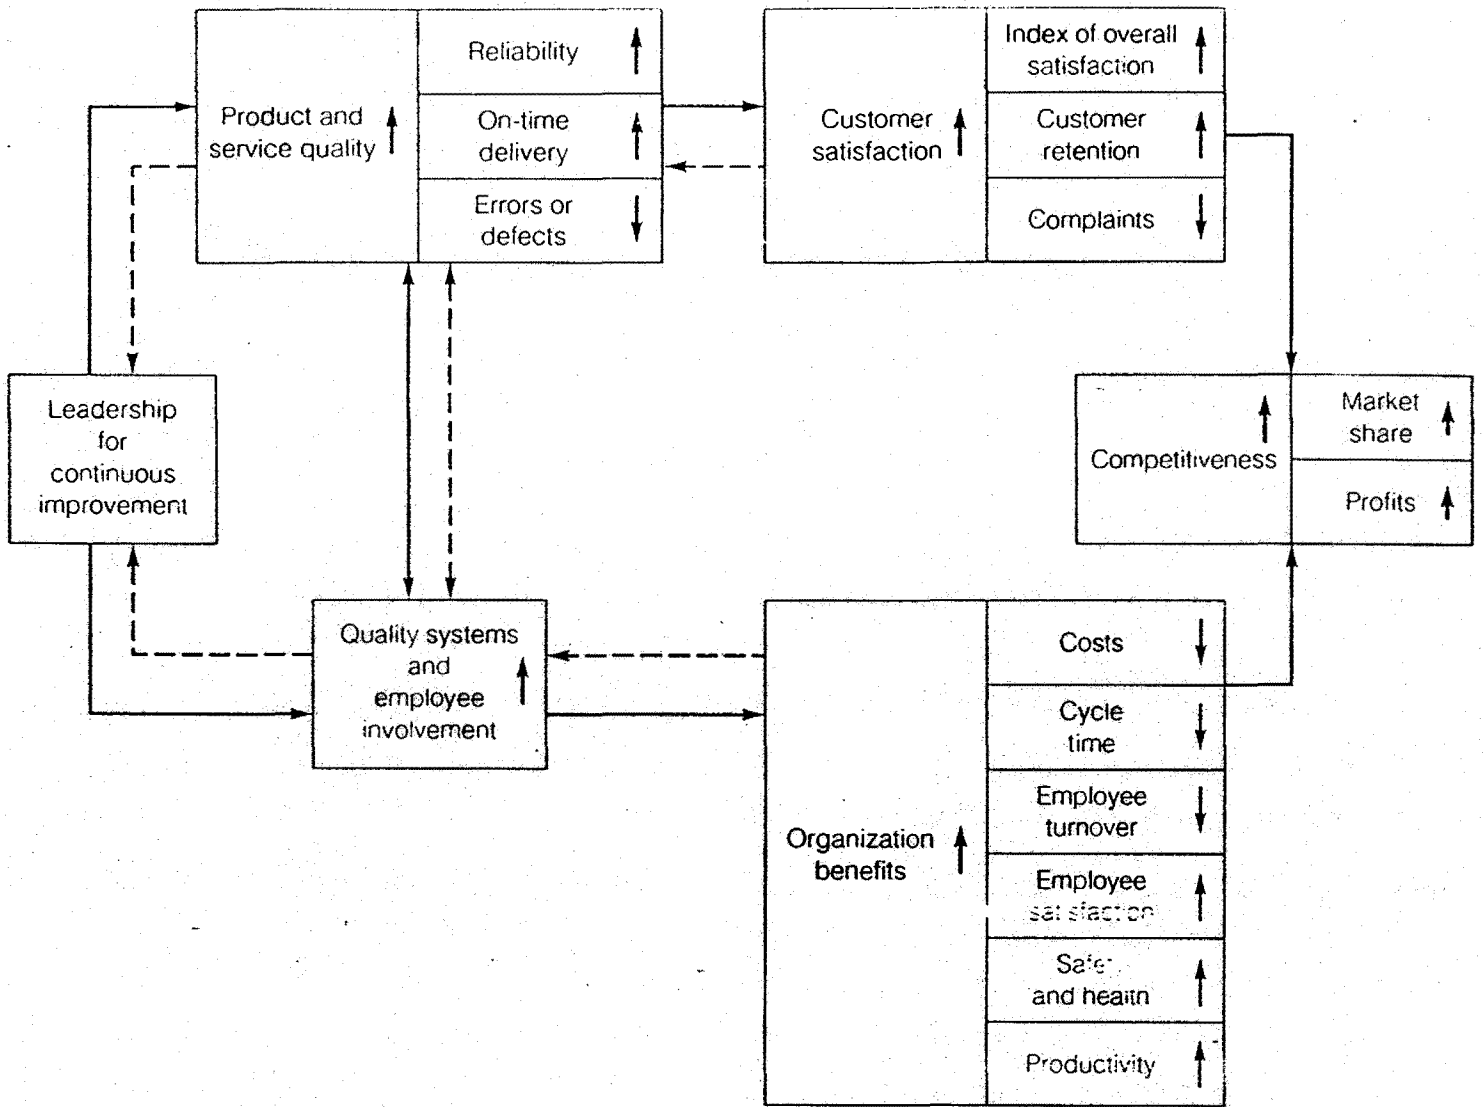 Reliability
Product and
service quality
On-time
delivery
Errors or
defects
Customer
satisfaction
Index of overall
satisfaction
Customer
retention
Complaints
Leadership
for
continuous
improvement
Competitiveness
Market
share
Profits
Quality systems
and
employee
involvement
Organization
benefits
Costs
Cycle
time
Employee
turnover
Employee
satisfaction
and health
Productivity